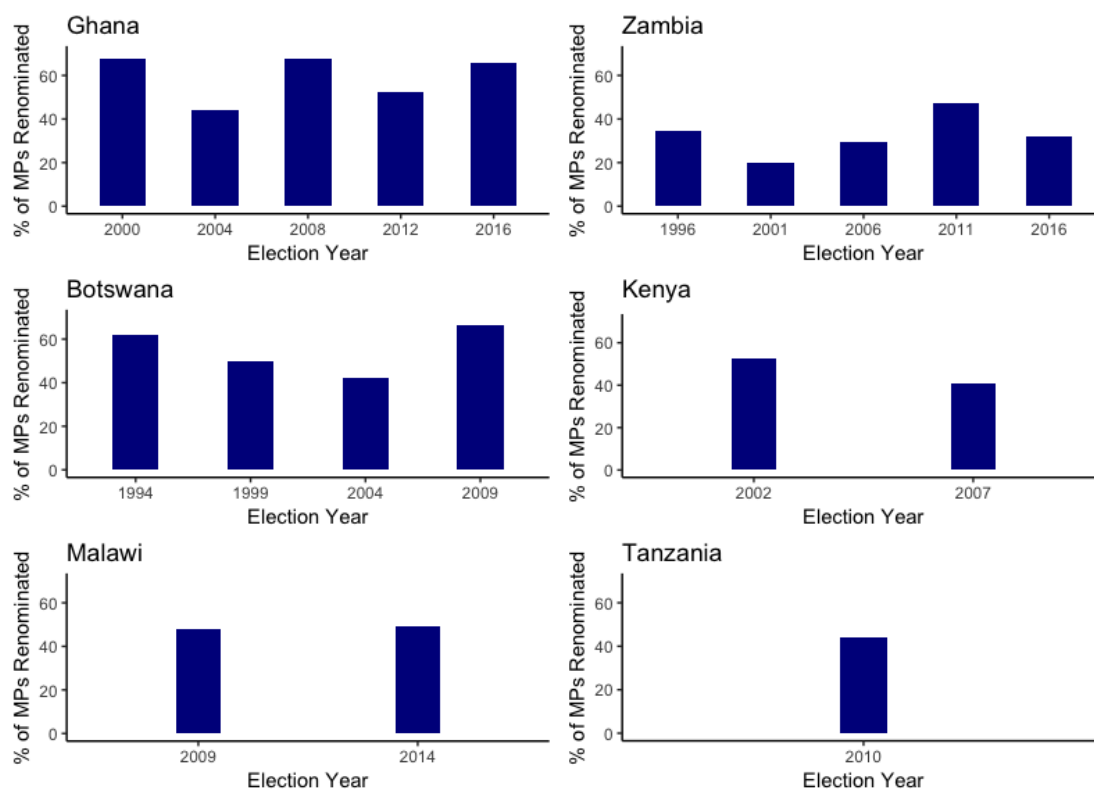 Ghana
% of MPs Renominated
60
40
20
0
2000 2004 2008 2012 2016
Election Year
Zambia
% of MPs Renominated
60
40
20
0
1996 2001 2006 2011 2016
Election Year
Botswana
% of MPs Renominated
60
40
20
0
1994 1999 2004 2009
Election Year
Kenya
% of MPs Renominated
60
40
20
0
2002 2007
Election Year
Malawi
% of MPs Renominated
60
40
20
0
2009 2014
Election Year
Tanzania
% of MPs Renominated
60
40
20
0
2010
Election Year